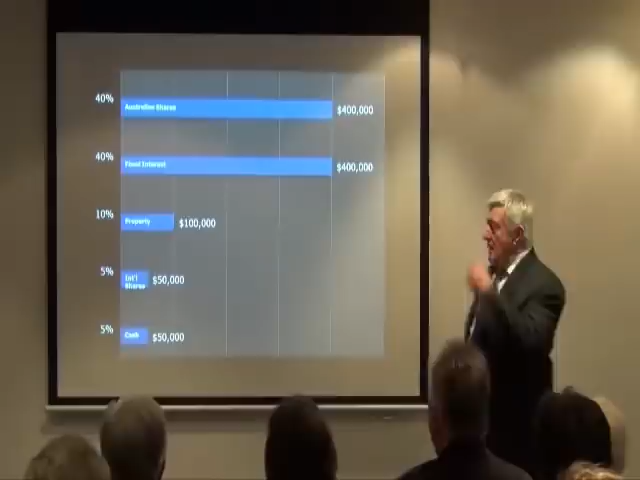 40% Australian Shares $400,000
40% Fixed Interest $400,000
10% Property $100,000
5% Int'l Shares $50,000
5% Cash $50,000